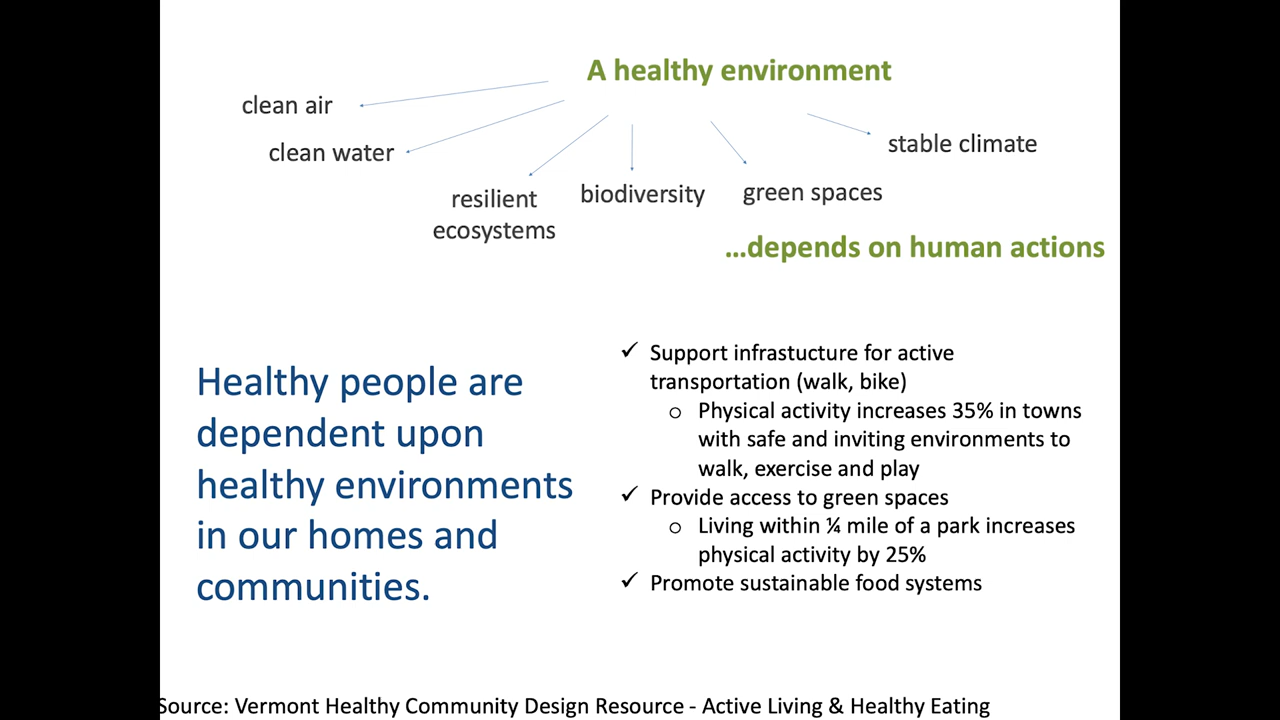 A healthy environment
clean air
clean water
resilient
ecosystems
biodiversity
green spaces
stable climate
...depends on human actions
Healthy people are
dependent upon
healthy environments
in our homes and
communities.
✓ Support infrastucture for active
transportation (walk, bike)
o Physical activity increases 35% in towns
with safe and inviting environments to
walk, exercise and play
✓ Provide access to green spaces
o Living within ¼ mile of a park increases
physical activity by 25%
✓ Promote sustainable food systems
Source: Vermont Healthy Community Design Resource - Active Living & Healthy Eating